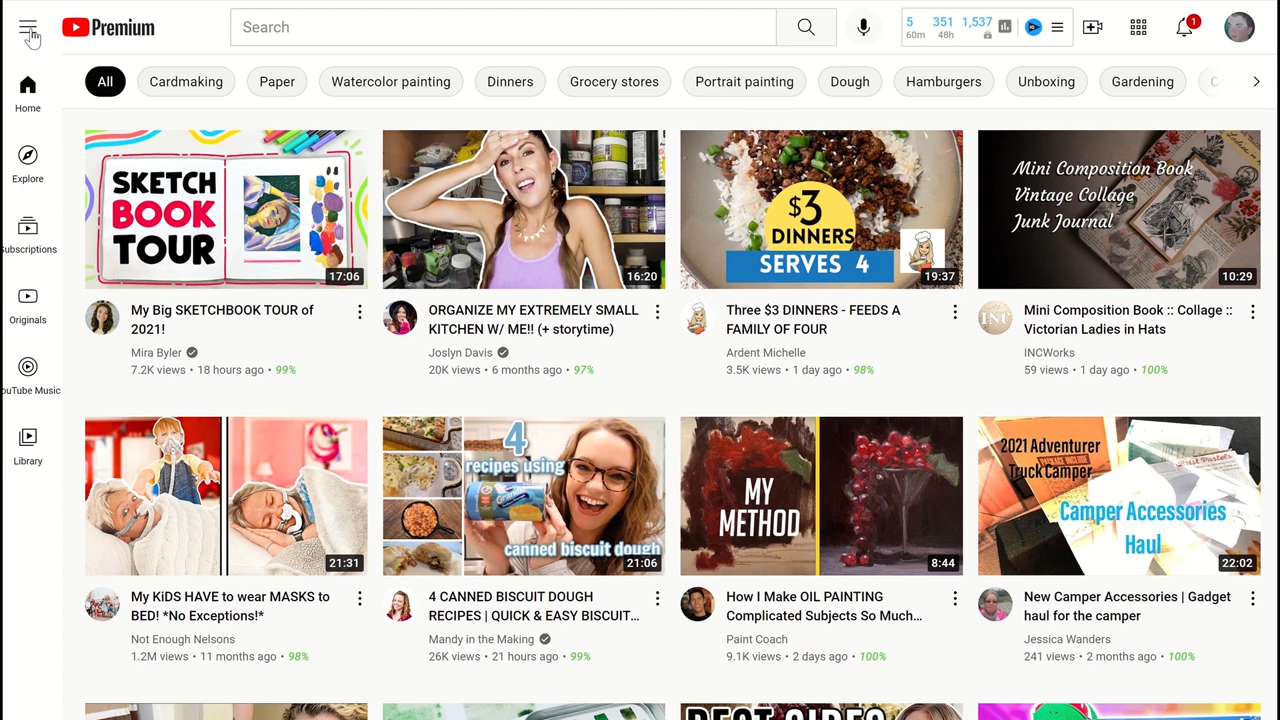 Premium
Search
5 351 1,537
60m 48h
1
All
Cardmaking
Paper
Watercolor painting
Dinners
Grocery stores
Portrait painting
Dough
Hamburgers
Unboxing
Gardening
Home
Explore
Subscriptions
Originals
YouTube Music
Library
SKETCH
BOOK
TOUR
17:06
My Big SKETCHBOOK TOUR of
2021!
Mira Byler
7.2K views • 18 hours ago • 99%
16:20
ORGANIZE MY EXTREMELY SMALL
KITCHEN W/ ME!! (+ storytime)
Joslyn Davis
20K views • 6 months ago • 97%
$3
DINNERS
SERVES 4
19:37
Three $3 DINNERS - FEEDS A
FAMILY OF FOUR
Ardent Michelle
3.5K views • 1 day ago • 98%
Mini Composition Book
Vintage Collage
Junk Journal
10:29
INC
Mini Composition Book :: Collage ::
Victorian Ladies in Hats
INCWorks
59 views • 1 day ago • 100%
21:31
My KiDS HAVE to wear MASKS to
BED! *No Exceptions!*
Not Enough Nelsons
1.2M views • 11 months ago • 98%
4
recipes using
Grands!
canned biscuit dough
21:06
4 CANNED BISCUIT DOUGH
RECIPES | QUICK & EASY BISCUIT...
Mandy in the Making
26K views • 21 hours ago • 99%
MY
METHOD
8:44
How I Make OIL PAINTING
Complicated Subjects So Much...
Paint Coach
9.1K views • 2 days ago • 100%
2021 Adventurer
PACKAGE INCLUDE
Truck Camper
Camper Accessories
Haul
22:02
New Camper Accessories | Gadget
haul for the camper
Jessica Wanders
241 views • 2 months ago • 100%
BEST SIDES